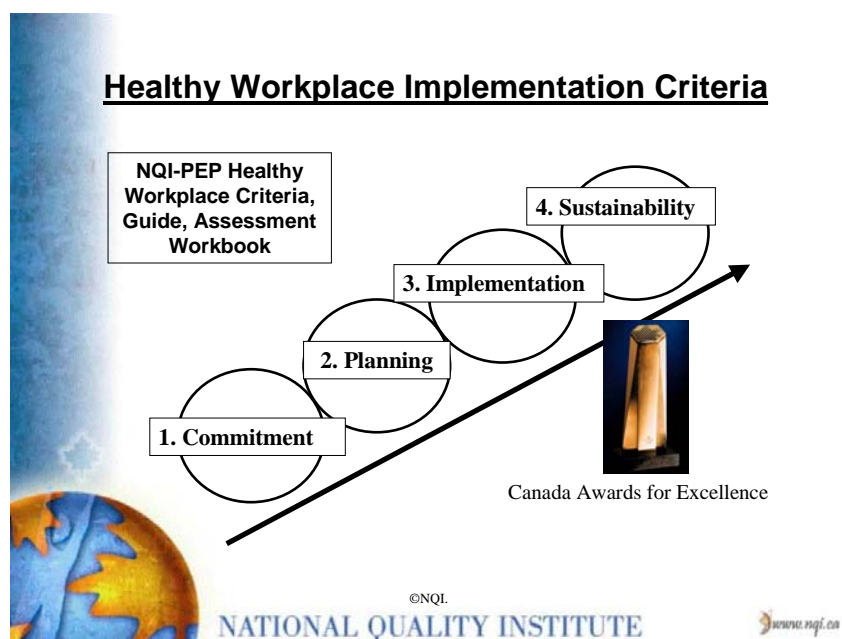 Healthy Workplace Implementation Criteria
NQI-PEP Healthy
Workplace Criteria,
Guide, Assessment
Workbook
4. Sustainability
3. Implementation
2. Planning
1. Commitment
Canada Awards for Excellence
©NQI.
NATIONAL QUALITY INSTITUTE
www.nqi.ca